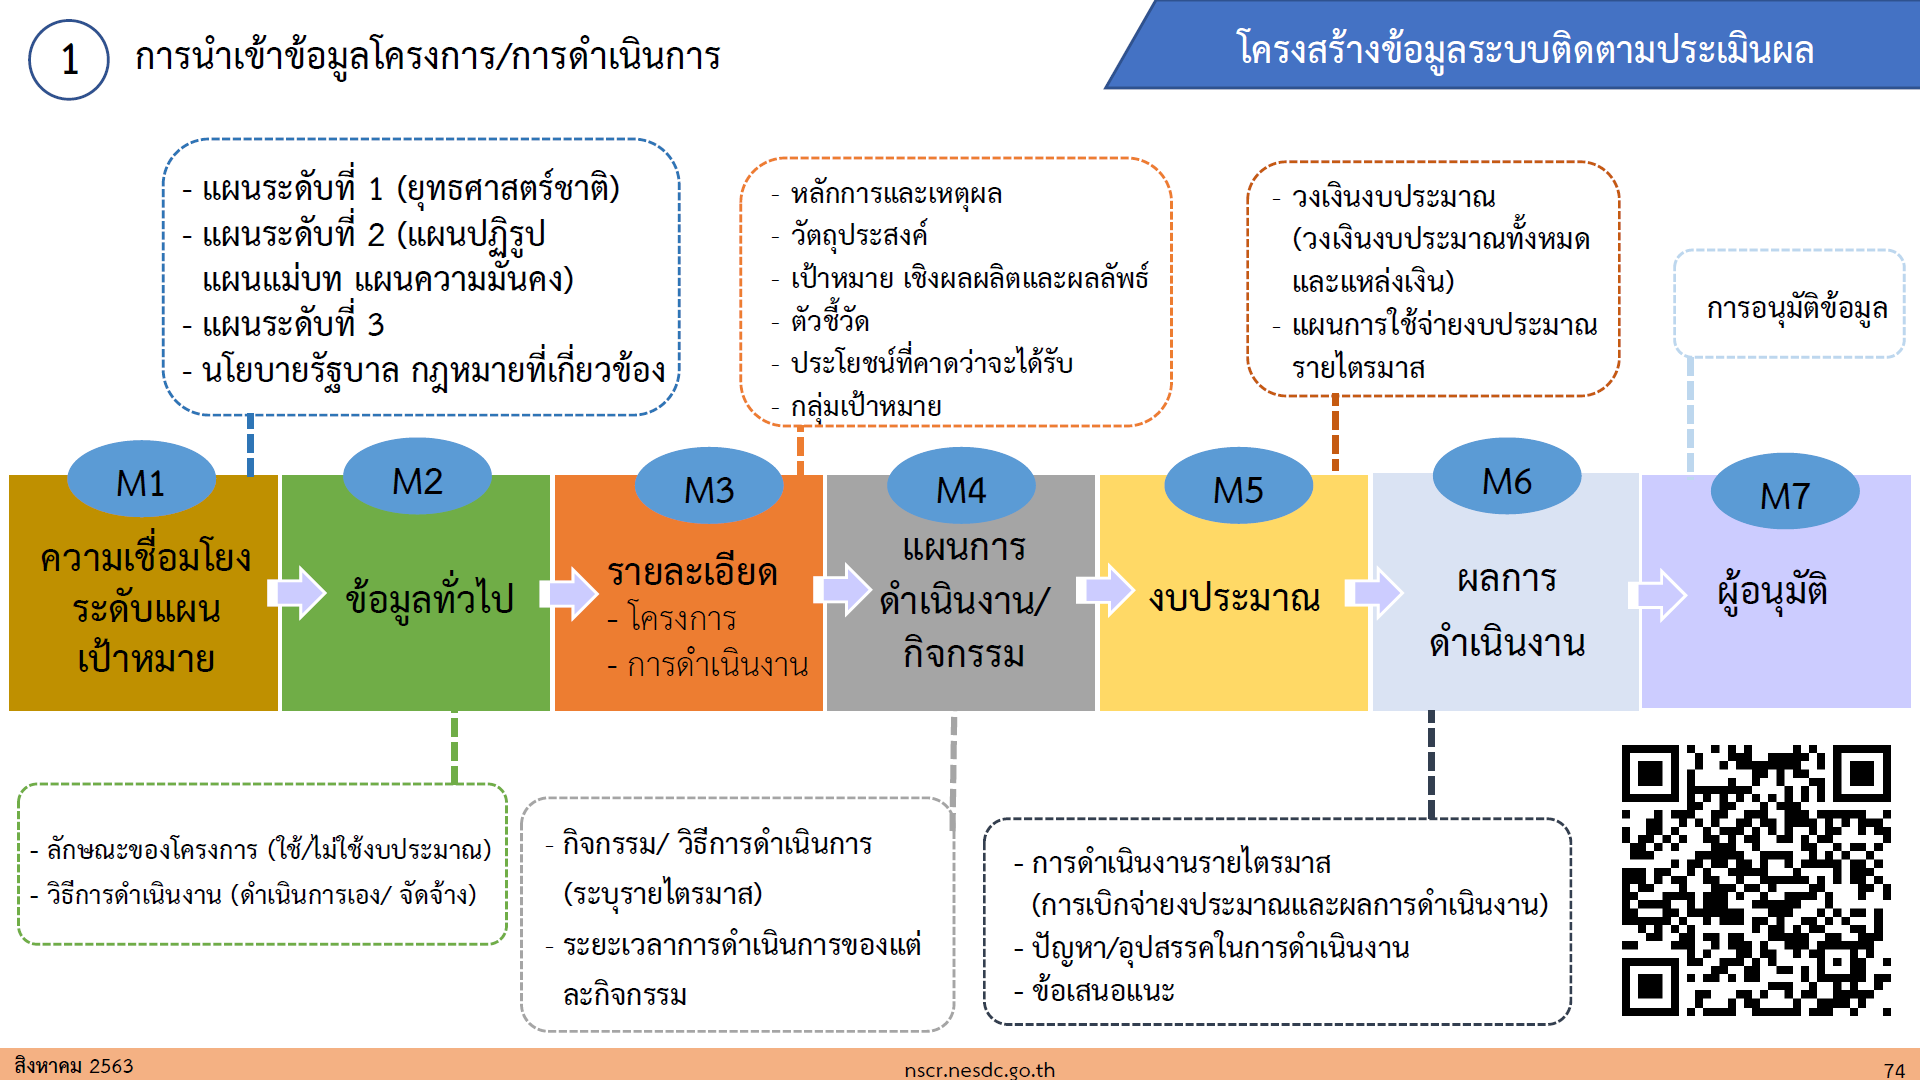 1
การนำเข้าข้อมูลโครงการ/การดำเนินการ
โครงสร้างข้อมูลระบบติดตามประเมินผล
- แผนระดับที่ 1 (ยุทธศาสตร์ชาติ)
- แผนระดับที่ 2 (แผนปฏิรูป
แผนแม่บท แผนความมั่นคง)
- แผนระดับที่ 3
- นโยบายรัฐบาล กฎหมายที่เกี่ยวข้อง
- หลักการและเหตุผล
- วัตถุประสงค์
- เป้าหมาย เชิงผลผลิตและผลลัพธ์
- ตัวชี้วัด
- ประโยชน์ที่คาดว่าจะได้รับ
- กลุ่มเป้าหมาย
- วงเงินงบประมาณ
(วงเงินงบประมาณทั้งหมด
และแหล่งเงิน)
- แผนการใช้จ่ายงบประมาณ
รายไตรมาส
การอนุมัติข้อมูล
M1
ความเชื่อมโยง
ระดับแผน
เป้าหมาย
M2
ข้อมูลทั่วไป
M3
รายละเอียด
- โครงการ
- การดำเนินงาน
M4
แผนการ
ดำเนินงาน/
กิจกรรม
M5
งบประมาณ
M6
ผลการ
ดำเนินงาน
M7
ผู้อนุมัติ
- ลักษณะของโครงการ (ใช้/ไม่ใช้งบประมาณ)
- วิธีการดำเนินงาน (ดำเนินการเอง/ จัดจ้าง)
- กิจกรรม/ วิธีการดำเนินการ
(ระบุรายไตรมาส)
- ระยะเวลาการดำเนินการของแต่
ละกิจกรรม
- การดำเนินงานรายไตรมาส
(การเบิกจ่ายงบประมาณและผลการดำเนินงาน)
- ปัญหา/อุปสรรคในการดำเนินงาน
- ข้อเสนอแนะ
สิงหาคม 2563
nscr.nesdc.go.th
74